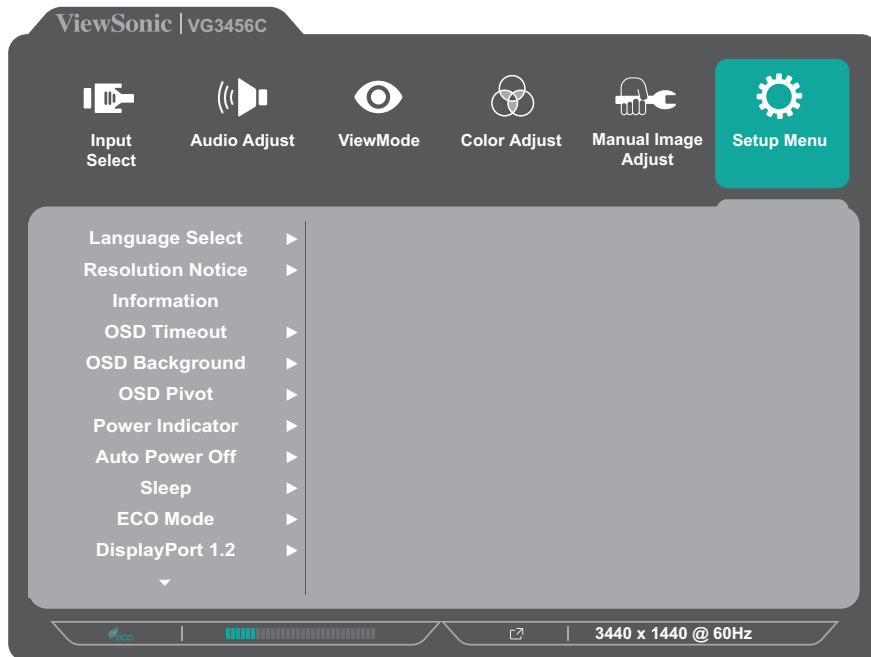 ViewSonic | VG3456C
Input
Select
Audio Adjust
ViewMode
Color Adjust
Manual Image
Adjust
Setup Menu
Language Select
Resolution Notice
Information
OSD Timeout
OSD Background
OSD Pivot
Power Indicator
Auto Power Off
Sleep
ECO Mode
DisplayPort 1.2
eco
3440 x 1440 @ 60Hz